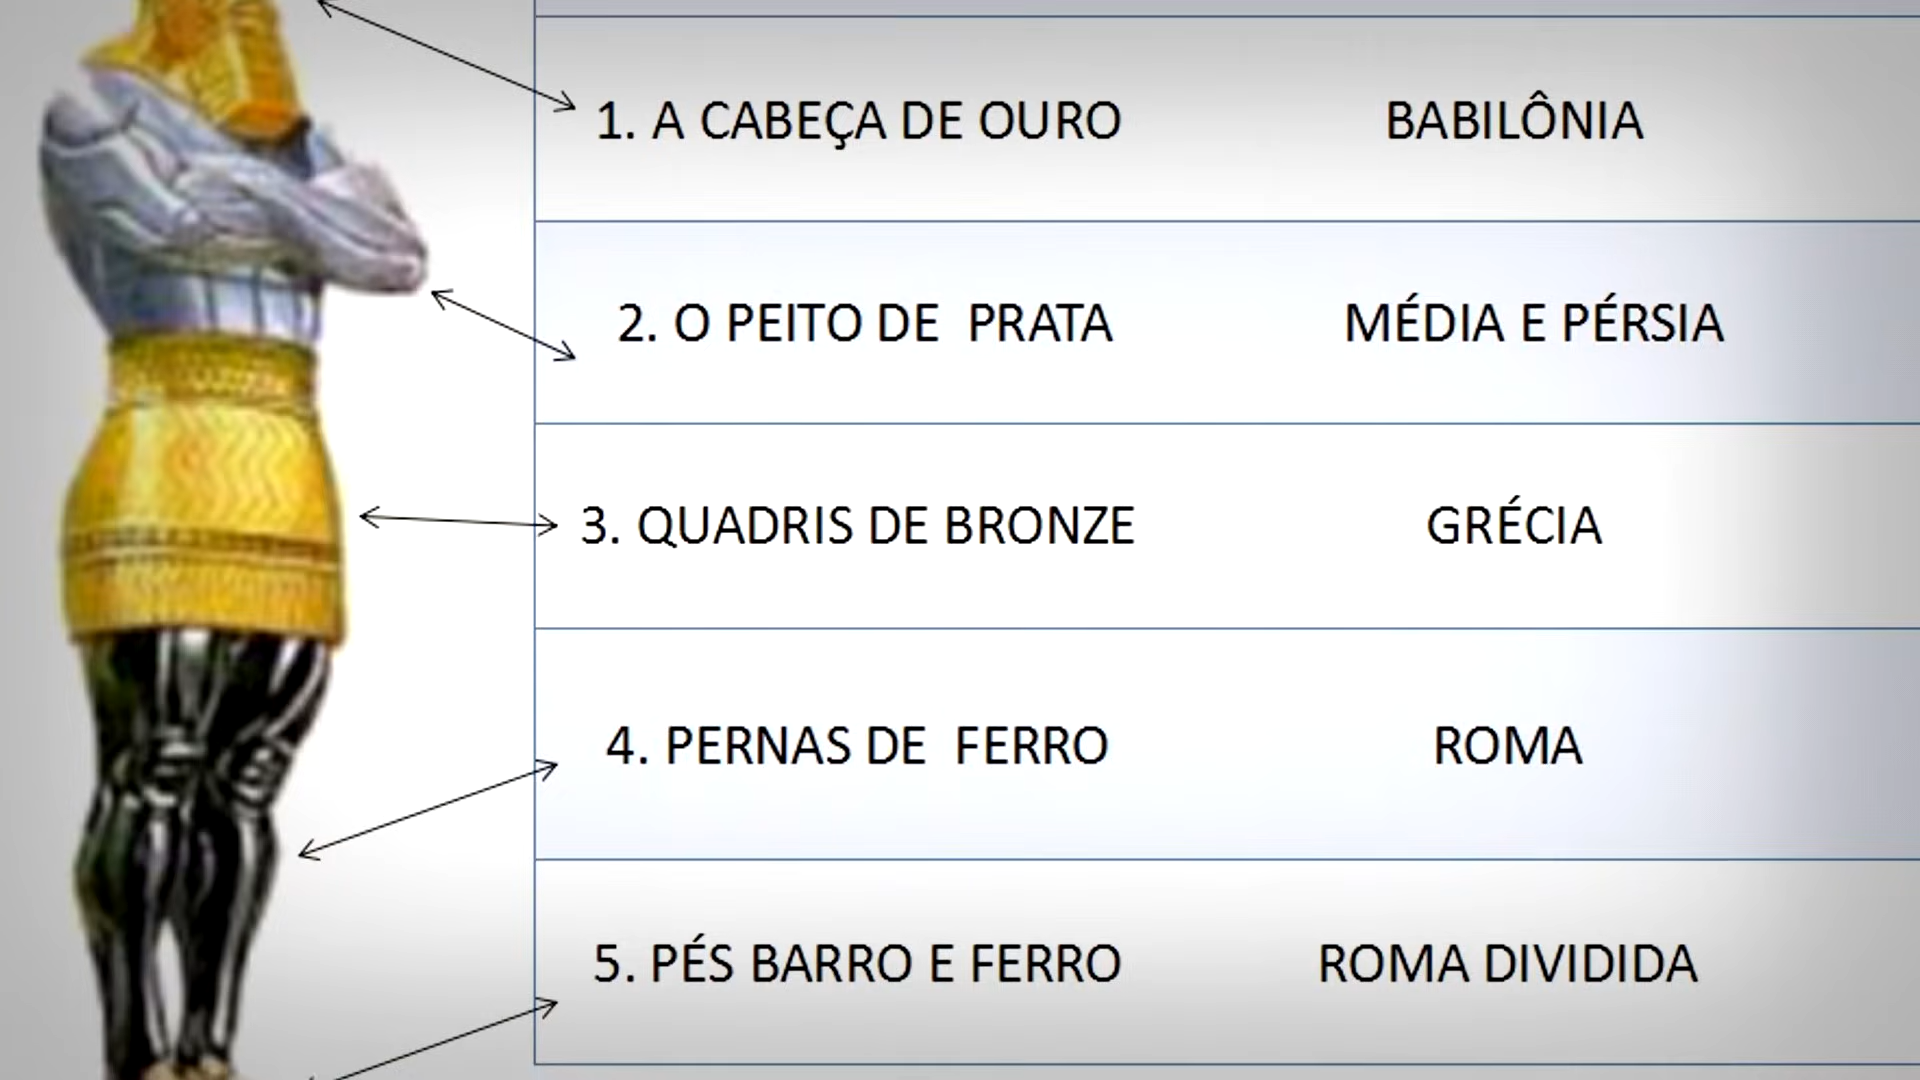 1. A CABEÇA DE OURO BABILÔNIA
2. O PEITO DE  PRATA MÉDIA E PÉRSIA
3. QUADRIS DE BRONZE GRÉCIA
4. PERNAS DE  FERRO ROMA
5. PÉS BARRO E FERRO ROMA DIVIDIDA